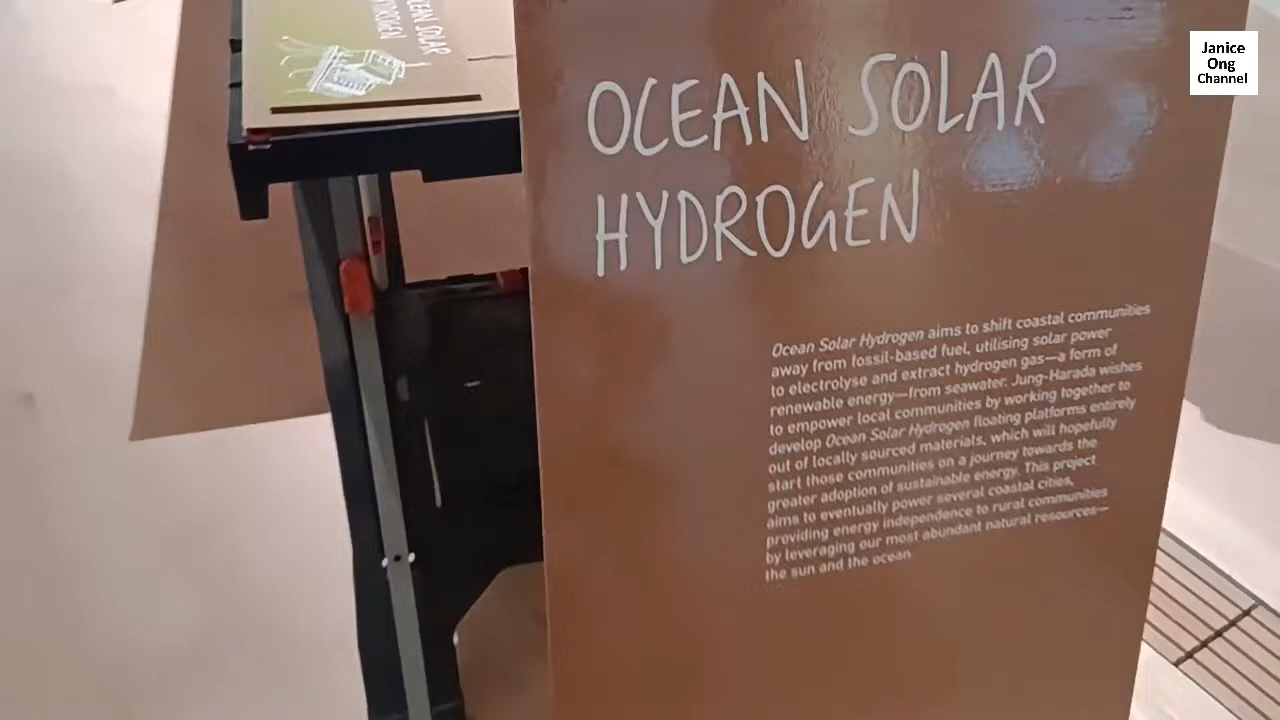 OCEAN SOLAR
HYDROGEN
Janice
Ong
Channel
OCEAN SOLAR
HYDROGEN
Ocean Solar Hydrogen aims to shift coastal communities
away from fossil-based fuel, utilising solar power
to electrolyse and extract hydrogen gas—a form of
renewable energy—from seawater. Jung-Harada wishes
to empower local communities by working together to
develop Ocean Solar Hydrogen floating platforms entirely
out of locally sourced materials, which will hopefully
start those communities on a journey towards the
greater adoption of sustainable energy. This project
aims to eventually power several coastal cities,
providing energy independence to rural communities
by leveraging our most abundant natural resources—
the sun and the ocean.